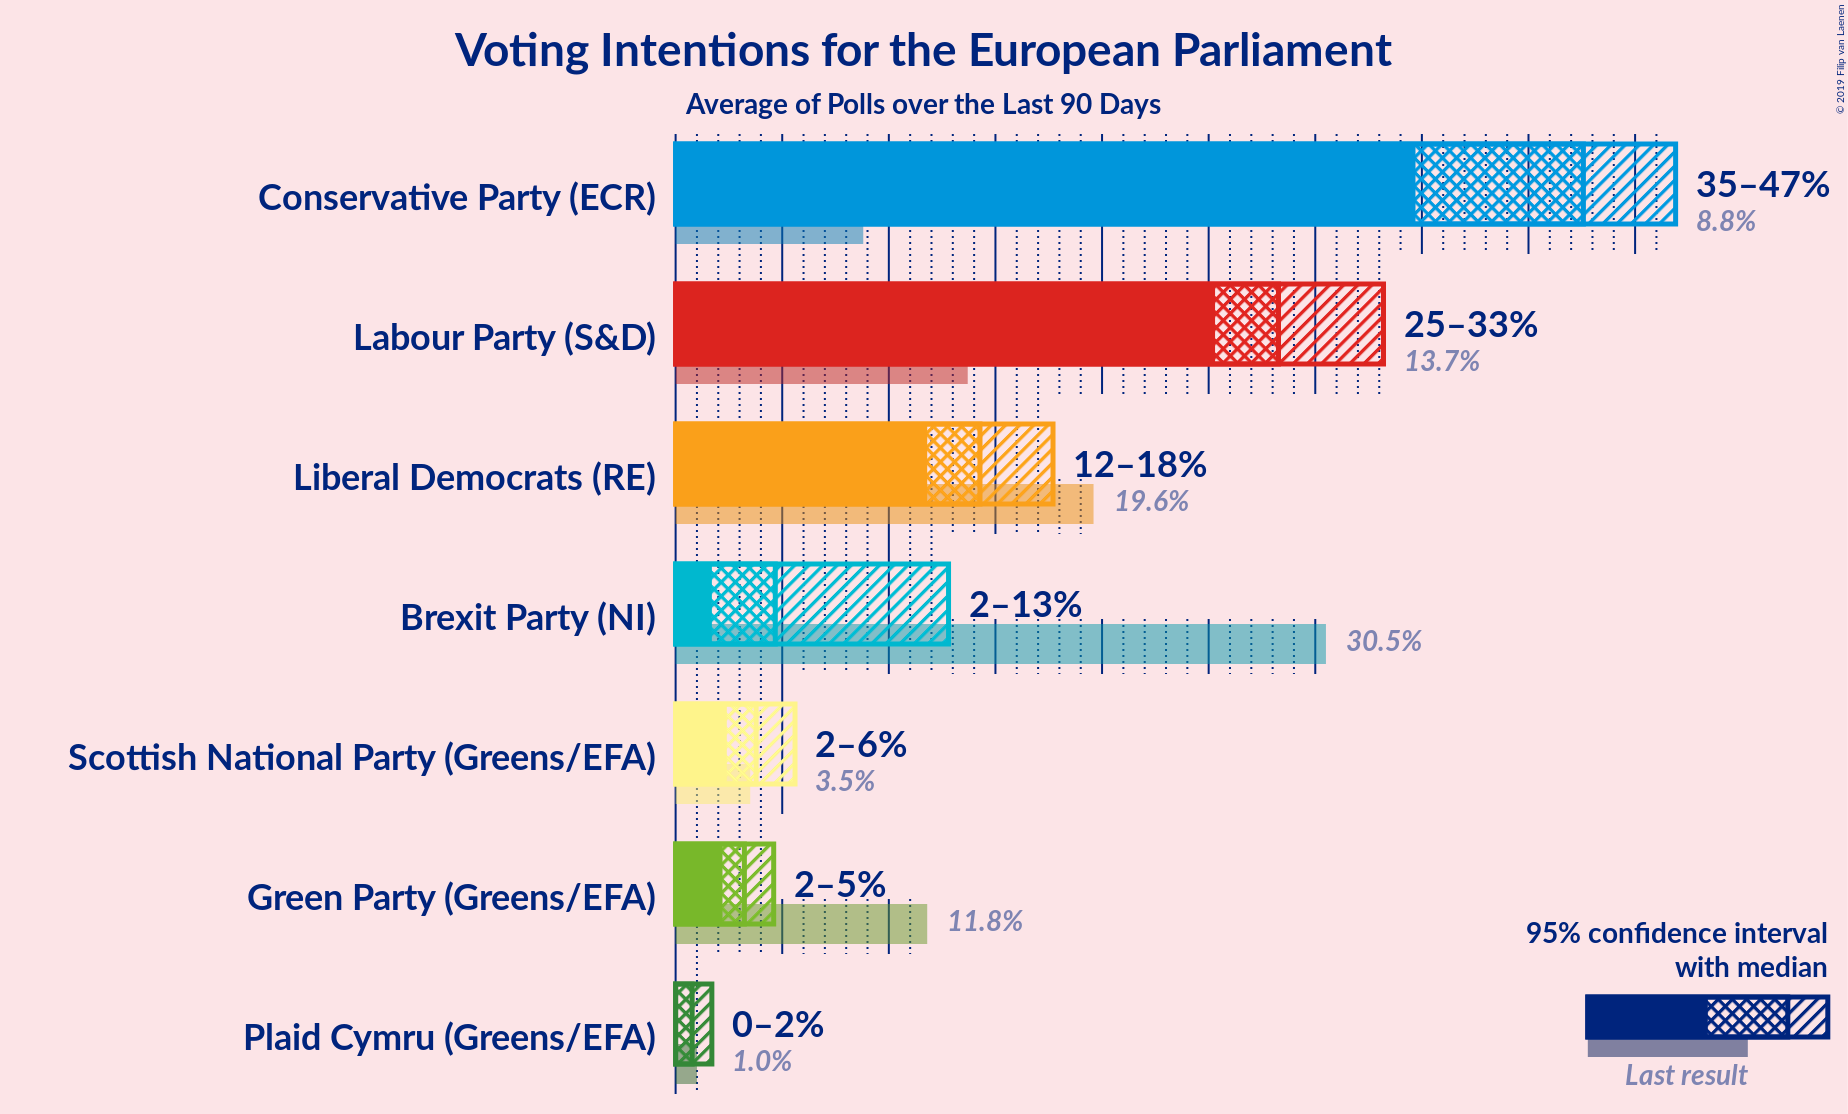 Voting Intentions for the European Parliament
Average of Polls over the Last 90 Days
© 2019 Filip van Laenen
Conservative Party (ECR)
35–47%
8.8%
Labour Party (S&D)
25–33%
13.7%
Liberal Democrats (RE)
12–18%
19.6%
Brexit Party (NI)
2–13%
30.5%
Scottish National Party (Greens/EFA)
2–6%
3.5%
Green Party (Greens/EFA)
2–5%
11.8%
Plaid Cymru (Greens/EFA)
0–2%
1.0%
95% confidence interval
with median
Last result